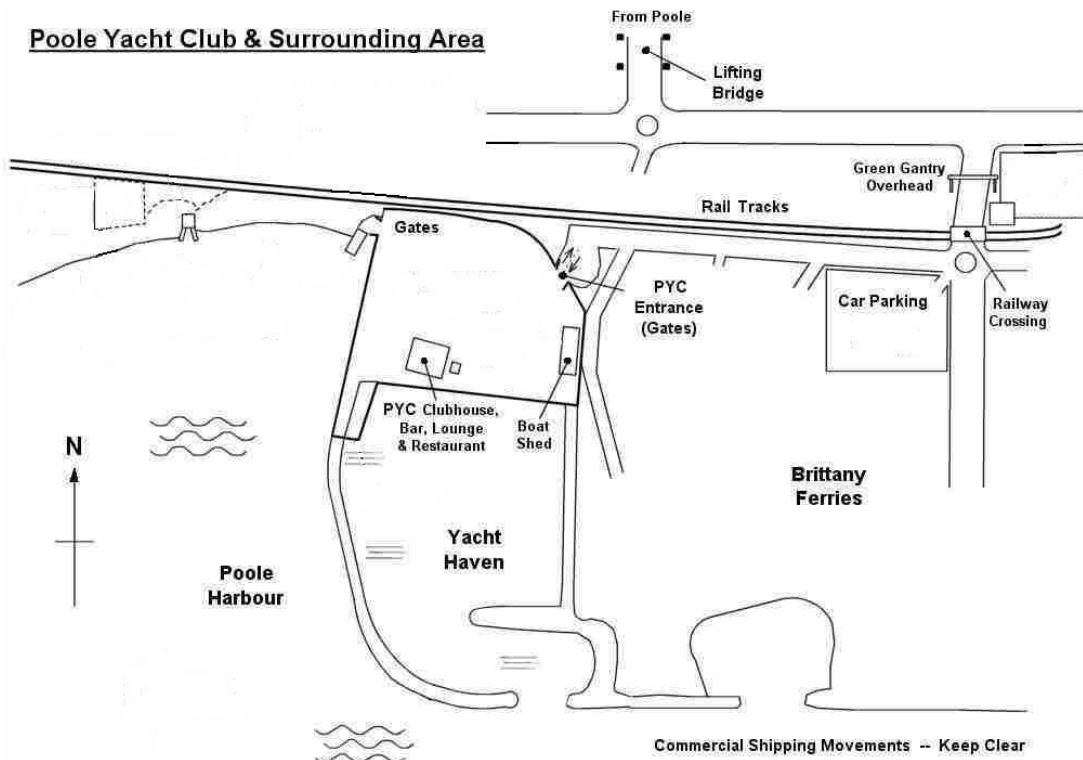 Poole Yacht Club & Surrounding Area
From Poole
Lifting
Bridge
Green Gantry
Overhead
Rail Tracks
Gates
PYC
Entrance
(Gates)
Car Parking
Railway
Crossing
PYC Clubhouse,
Bar, Lounge
& Restaurant
Boat
Shed
N
Brittany
Ferries
Yacht
Haven
Poole
Harbour
Commercial Shipping Movements -- Keep Clear